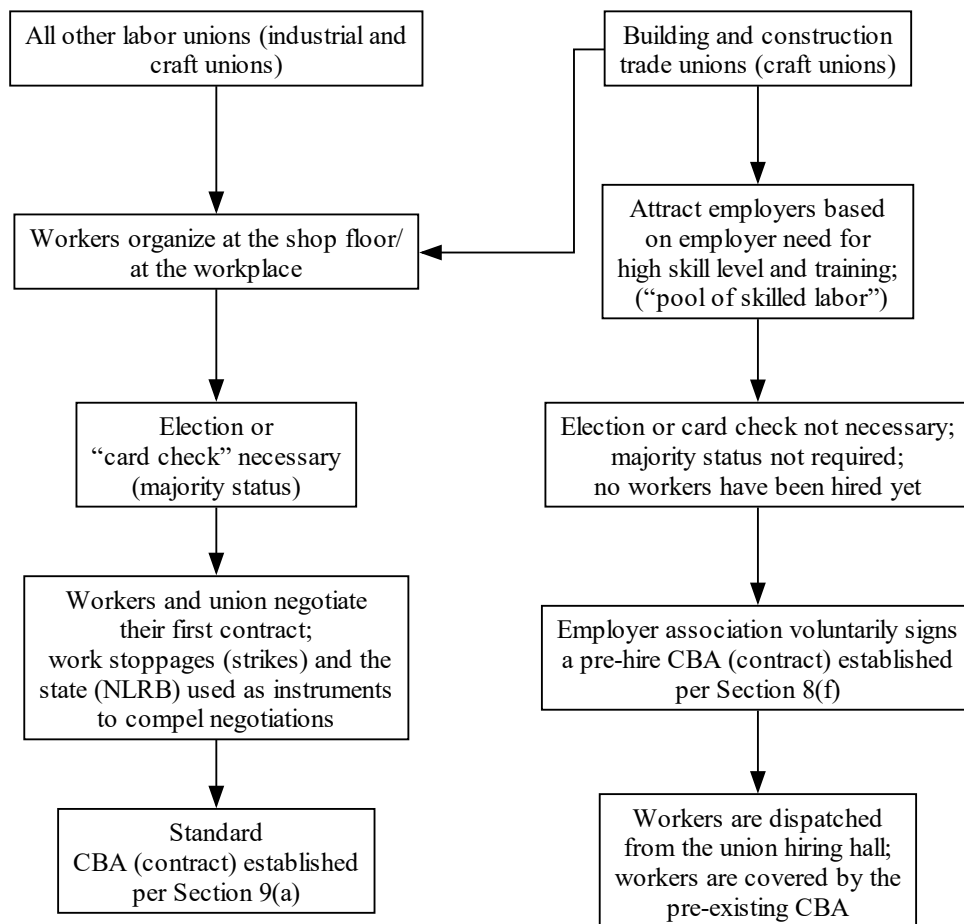 All other labor unions (industrial and
craft unions)
Building and construction
trade unions (craft unions)
Workers organize at the shop floor/
at the workplace
Attract employers based
on employer need for
high skill level and training;
(“pool of skilled labor”)
Election or
“card check” necessary
(majority status)
Election or card check not necessary;
majority status not required;
no workers have been hired yet
Workers and union negotiate
their first contract;
work stoppages (strikes) and the
state (NLRB) used as instruments
to compel negotiations
Employer association voluntarily signs
a pre-hire CBA (contract) established
per Section 8(f)
Standard
CBA (contract) established
per Section 9(a)
Workers are dispatched
from the union hiring hall;
workers are covered by the
pre-existing CBA